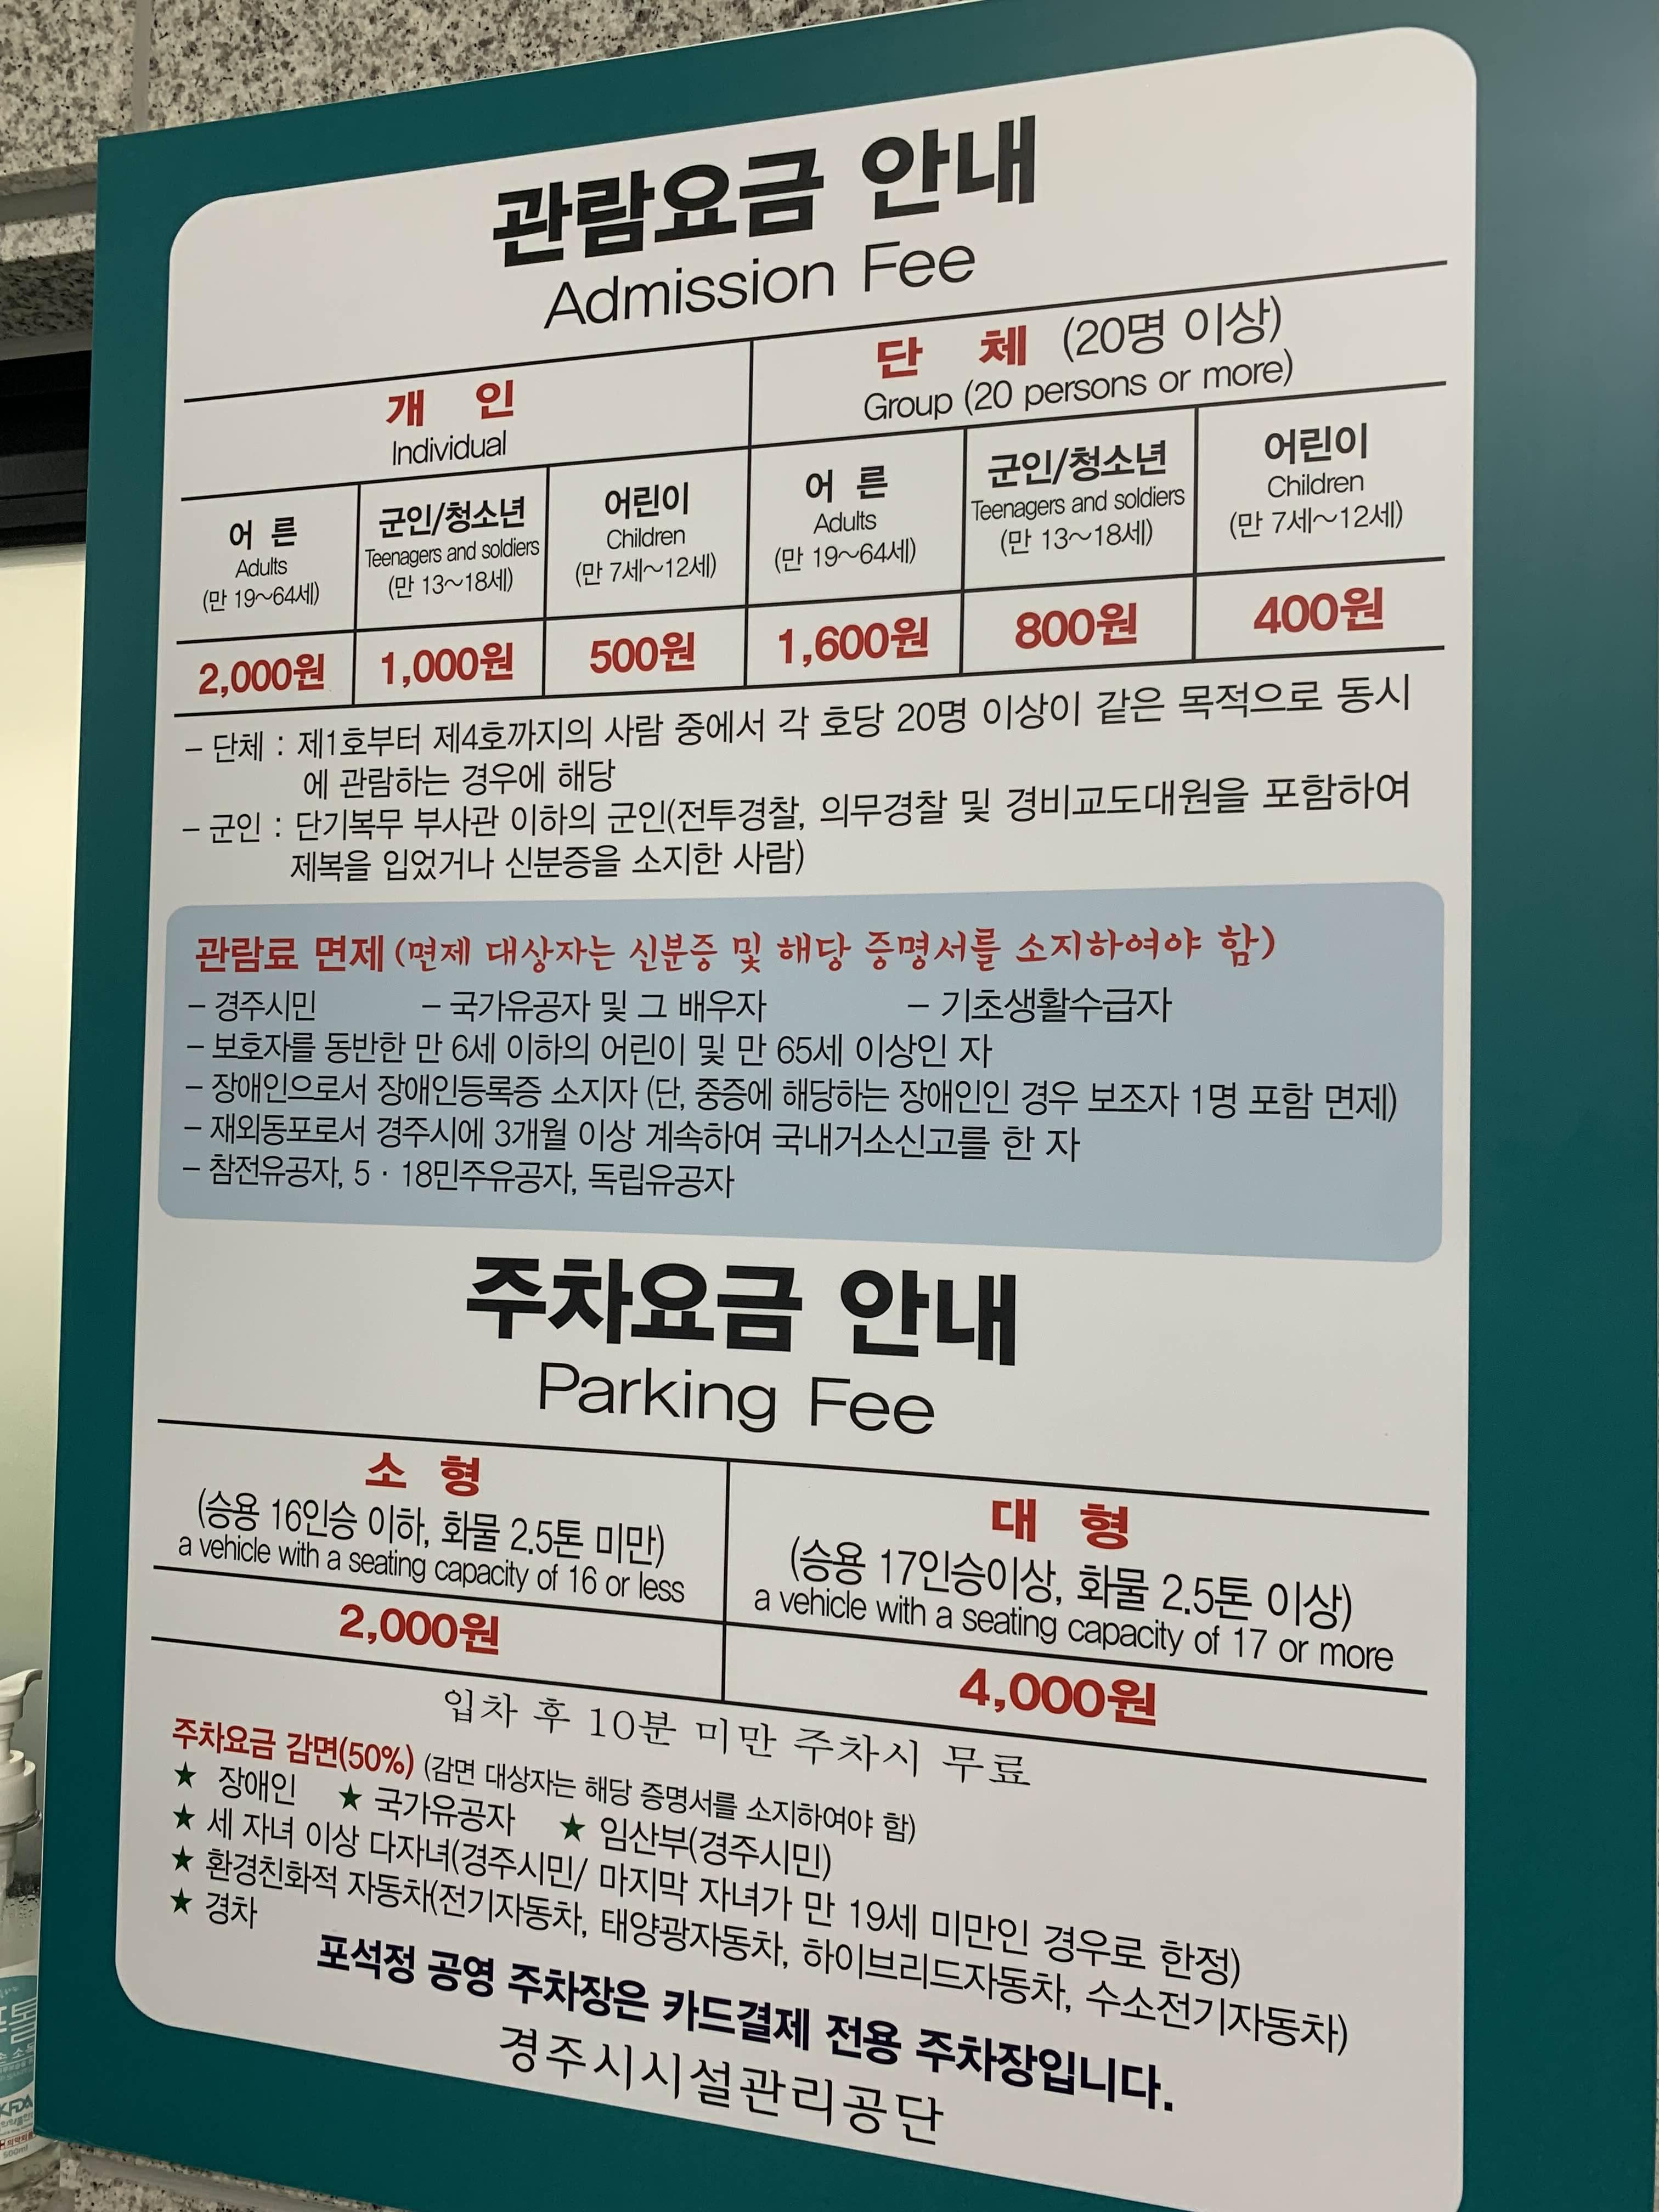 관람요금 안내
Admission Fee
개 인
Individual
단 체 (20명 이상)
Group (20 persons or more)
어 른
Adults
(만 19~64세)
군인/청소년
Teenagers and soldiers
(만 13~18세)
어린이
Children
(만 7세~12세)
어 른
Adults
(만 19~64세)
군인/청소년
Teenagers and soldiers
(만 13~18세)
어린이
Children
(만 7세~12세)
2,000원 1,000원 500원 1,600원 800원 400원
- 단체 : 제1호부터 제4호까지의 사람 중에서 각 호당 20명 이상이 같은 목적으로 동시
에 관람하는 경우에 해당
- 군인 : 단기복무 부사관 이하의 군인(전투경찰, 의무경찰 및 경비교도대원을 포함하여
제복을 입었거나 신분증을 소지한 사람)
관람료 면제 (면제 대상자는 신분증 및 해당 증명서를 소지하여야 함)
- 경주시민 - 국가유공자 및 그 배우자 - 기초생활수급자
- 보호자를 동반한 만 6세 이하의 어린이 및 만 65세 이상인 자
- 장애인으로서 장애인등록증 소지자 (단, 중증에 해당하는 장애인인 경우 보조자 1명 포함 면제)
- 재외동포로서 경주시에 3개월 이상 계속하여 국내거소신고를 한 자
- 참전유공자, 5 · 18민주유공자, 독립유공자
주차요금 안내
Parking Fee
소 형
(승용 16인승 이하, 화물 2.5톤 미만)
a vehicle with a seating capacity of 16 or less
대 형
(승용 17인승이상, 화물 2.5톤 이상)
a vehicle with a seating capacity of 17 or more
2,000원
4,000원
입차 후 10분 미만 주차시 무료
주차요금 감면(50%) (감면 대상자는 해당 증명서를 소지하여야 함)
★ 장애인 ★ 국가유공자 ★ 임산부(경주시민)
★ 세 자녀 이상 다자녀(경주시민/ 마지막 자녀가 만 19세 미만인 경우로 한정)
★ 환경친화적 자동차(전기자동차, 태양광자동차, 하이브리드자동차, 수소전기자동차)
★ 경차
포석정 공영 주차장은 카드결제 전용 주차장입니다.
경주시시설관리공단
500ml